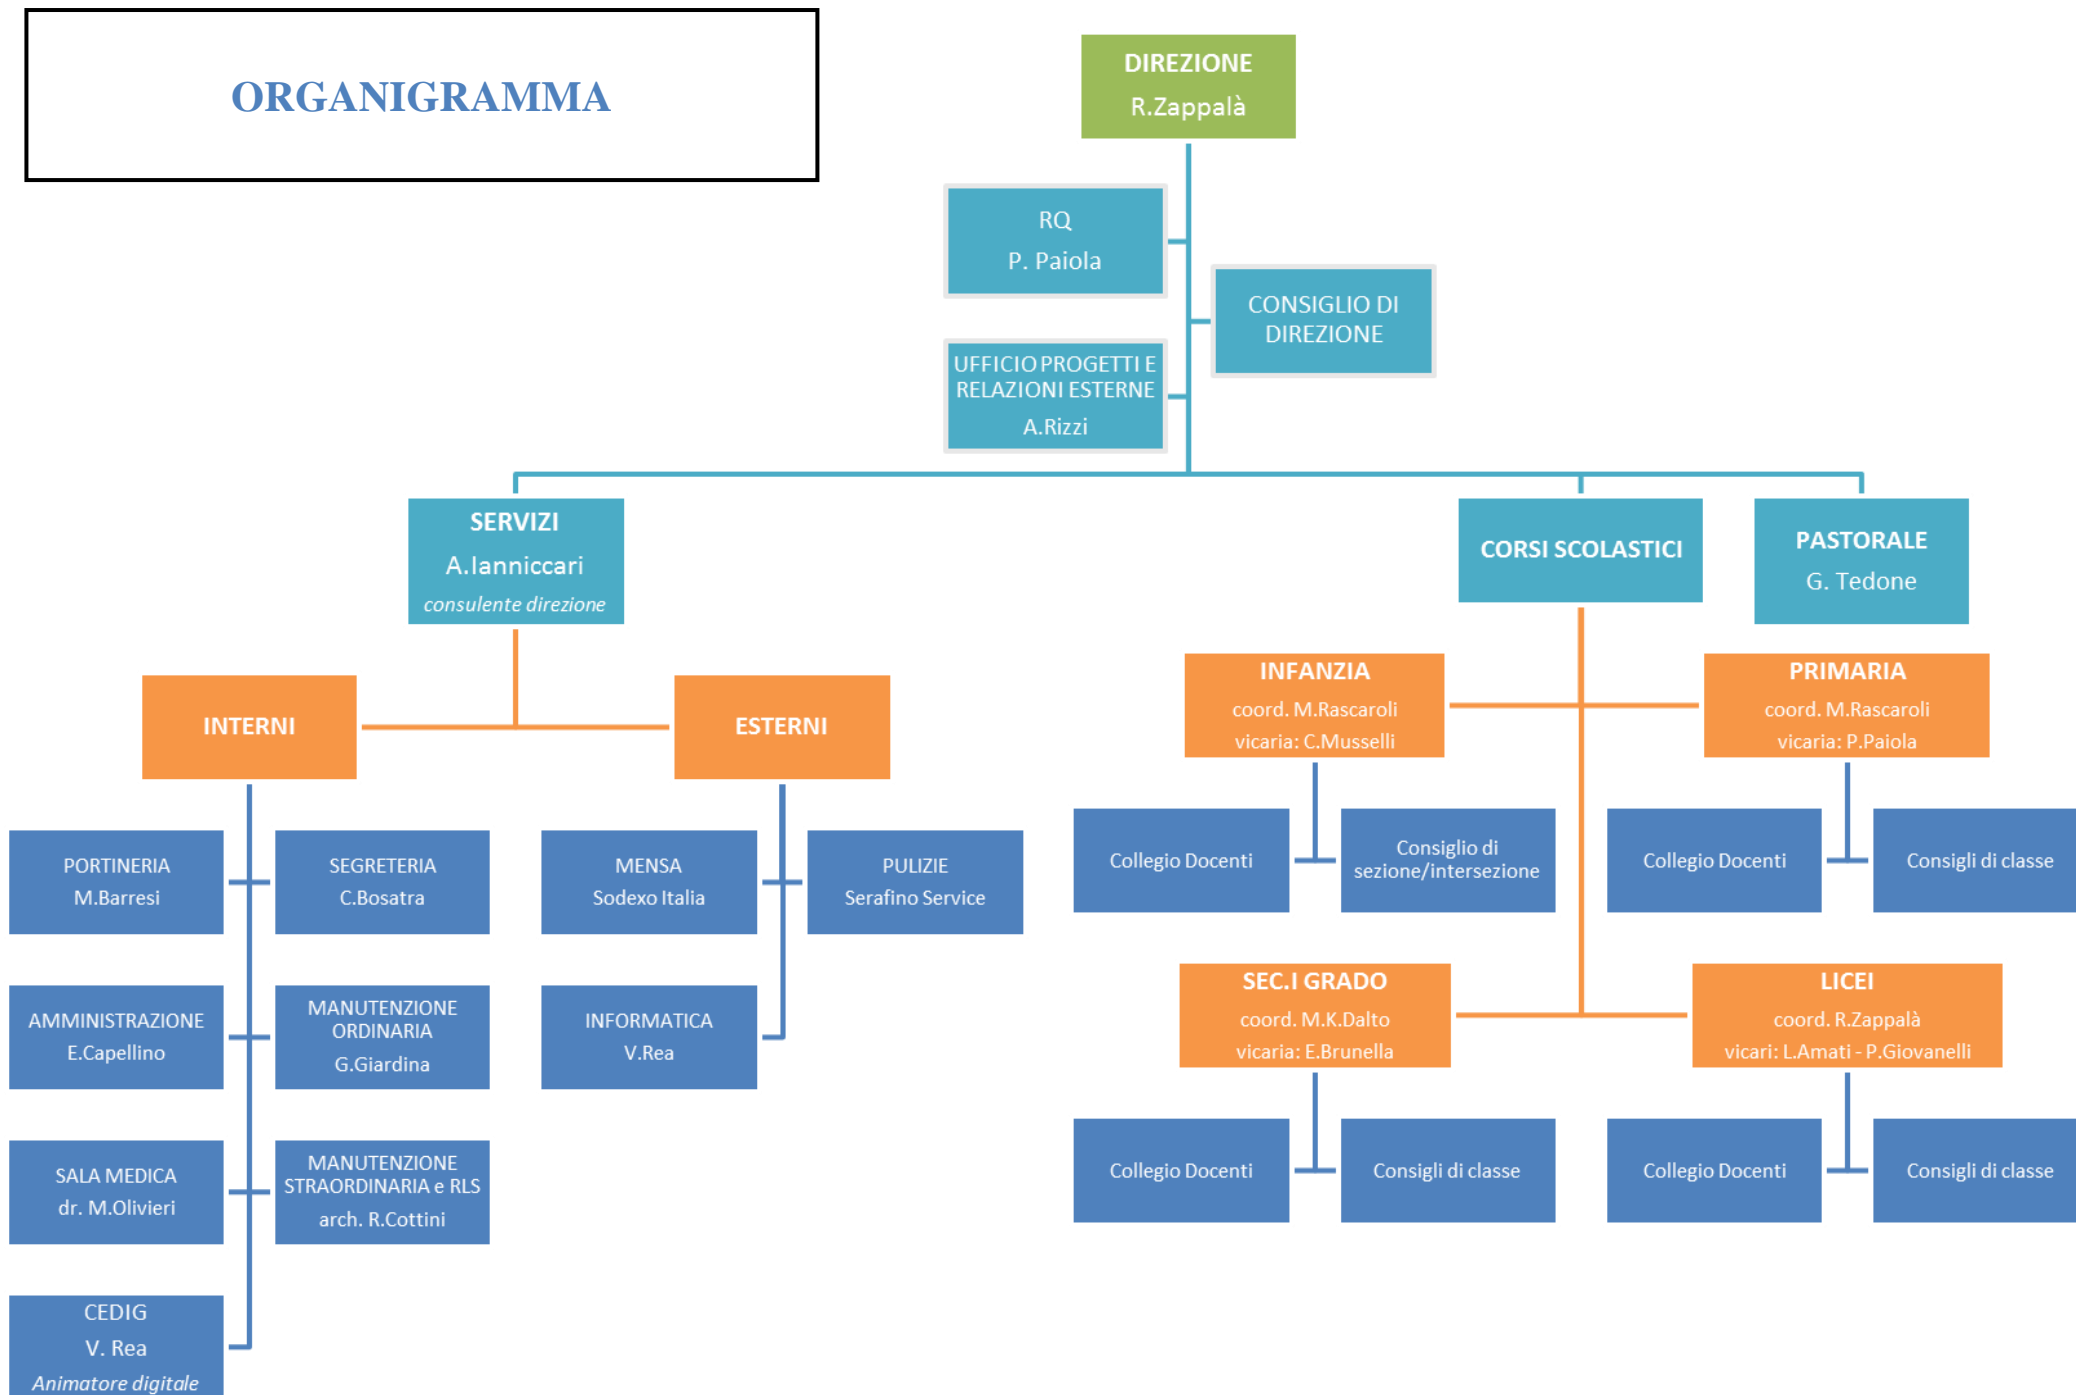 ORGANIGRAMMA
DIREZIONE
R.Zappalà
RQ
P. Paiola
CONSIGLIO DI
DIREZIONE
UFFICIO PROGETTI E
RELAZIONI ESTERNE
A.Rizzi
SERVIZI
A.Ianniccari
consulente direzione
CORSI SCOLASTICI
PASTORALE
G. Tedone
INTERNI
ESTERNI
PORTINERIA
M.Barresi
SEGRETERIA
C.Bosatra
AMMINISTRAZIONE
E.Capellino
MANUTENZIONE
ORDINARIA
G.Giardina
SALA MEDICA
dr. M.Olivieri
MANUTENZIONE
STRAORDINARIA e RLS
arch. R.Cottini
CEDIG
V. Rea
Animatore digitale
MENSA
Sodexo Italia
PULIZIE
Serafino Service
INFORMATICA
V.Rea
INFANZIA
coord. M.Rascaroli
vicaria: C.Musselli
Collegio Docenti
Consiglio di
sezione/intersezione
PRIMARIA
coord. M.Rascaroli
vicaria: P.Paiola
Collegio Docenti
Consigli di classe
SEC.I GRADO
coord. M.K.Dalto
vicaria: E.Brunella
Collegio Docenti
Consigli di classe
LICEI
coord. R.Zappalà
vicari: L.Amati - P.Giovanelli
Collegio Docenti
Consigli di classe